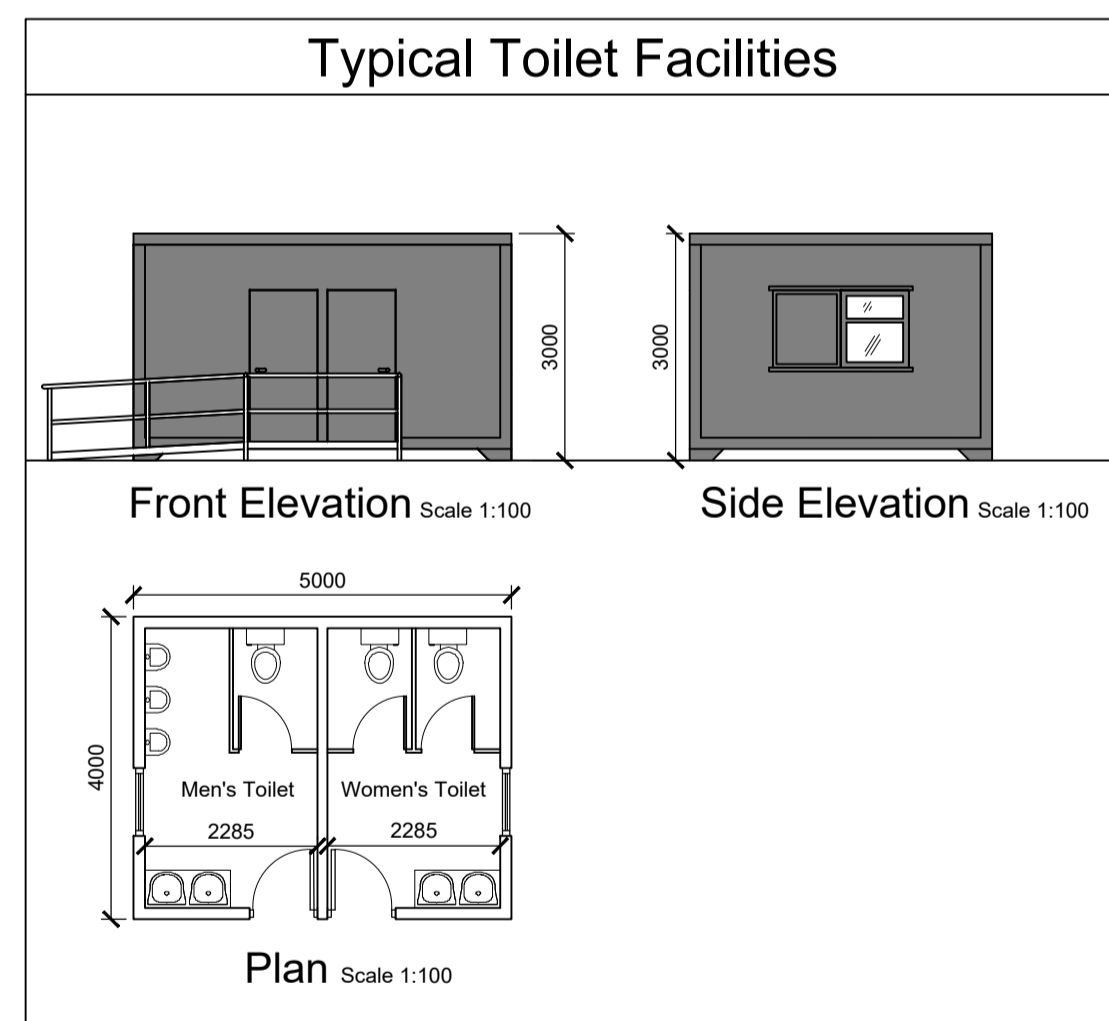 Typical Toilet Facilities
3000
3000
Front Elevation Scale 1:100
Side Elevation Scale 1:100
5000
4000
Men's Toilet
Women's Toilet
2285
2285
Plan Scale 1:100